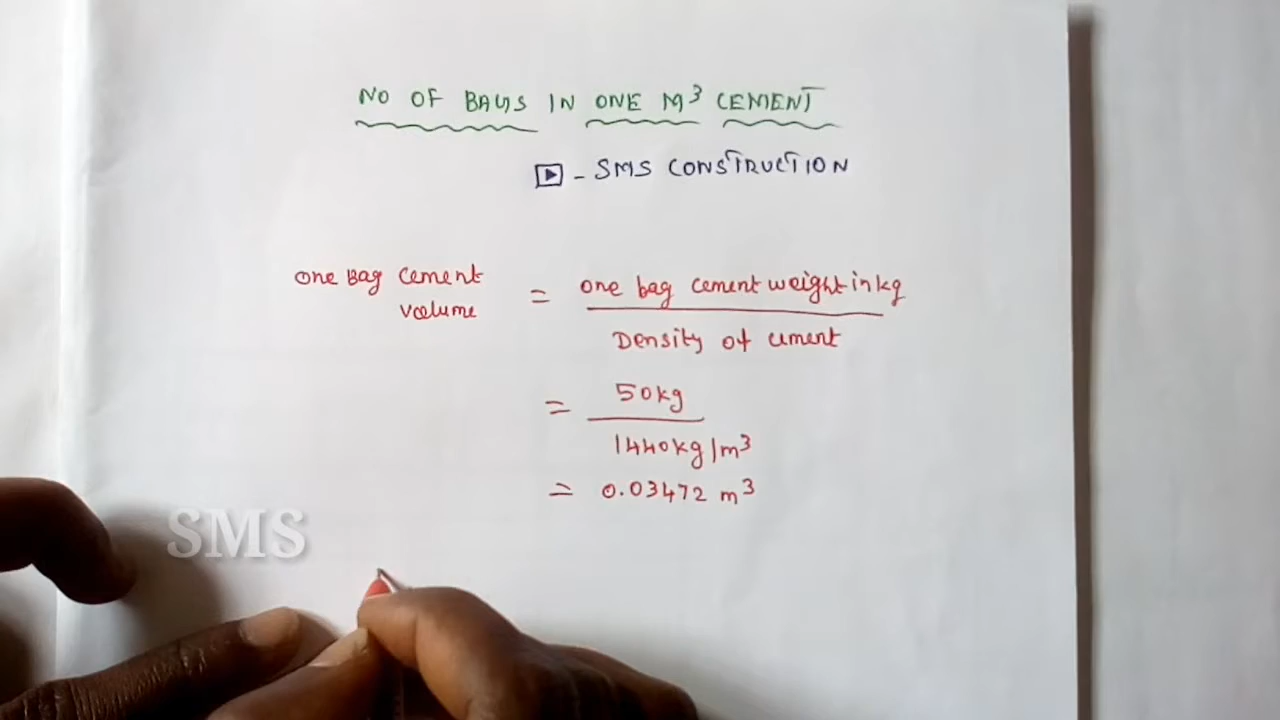 NO OF BAGS IN ONE M³ CEMENT
- SMS CONSTRUCTION
One Bag cement volume = one bag cement weight in kg / Density of cement
= 50kg / 1440kg/m³
= 0.03472 m³
SMS